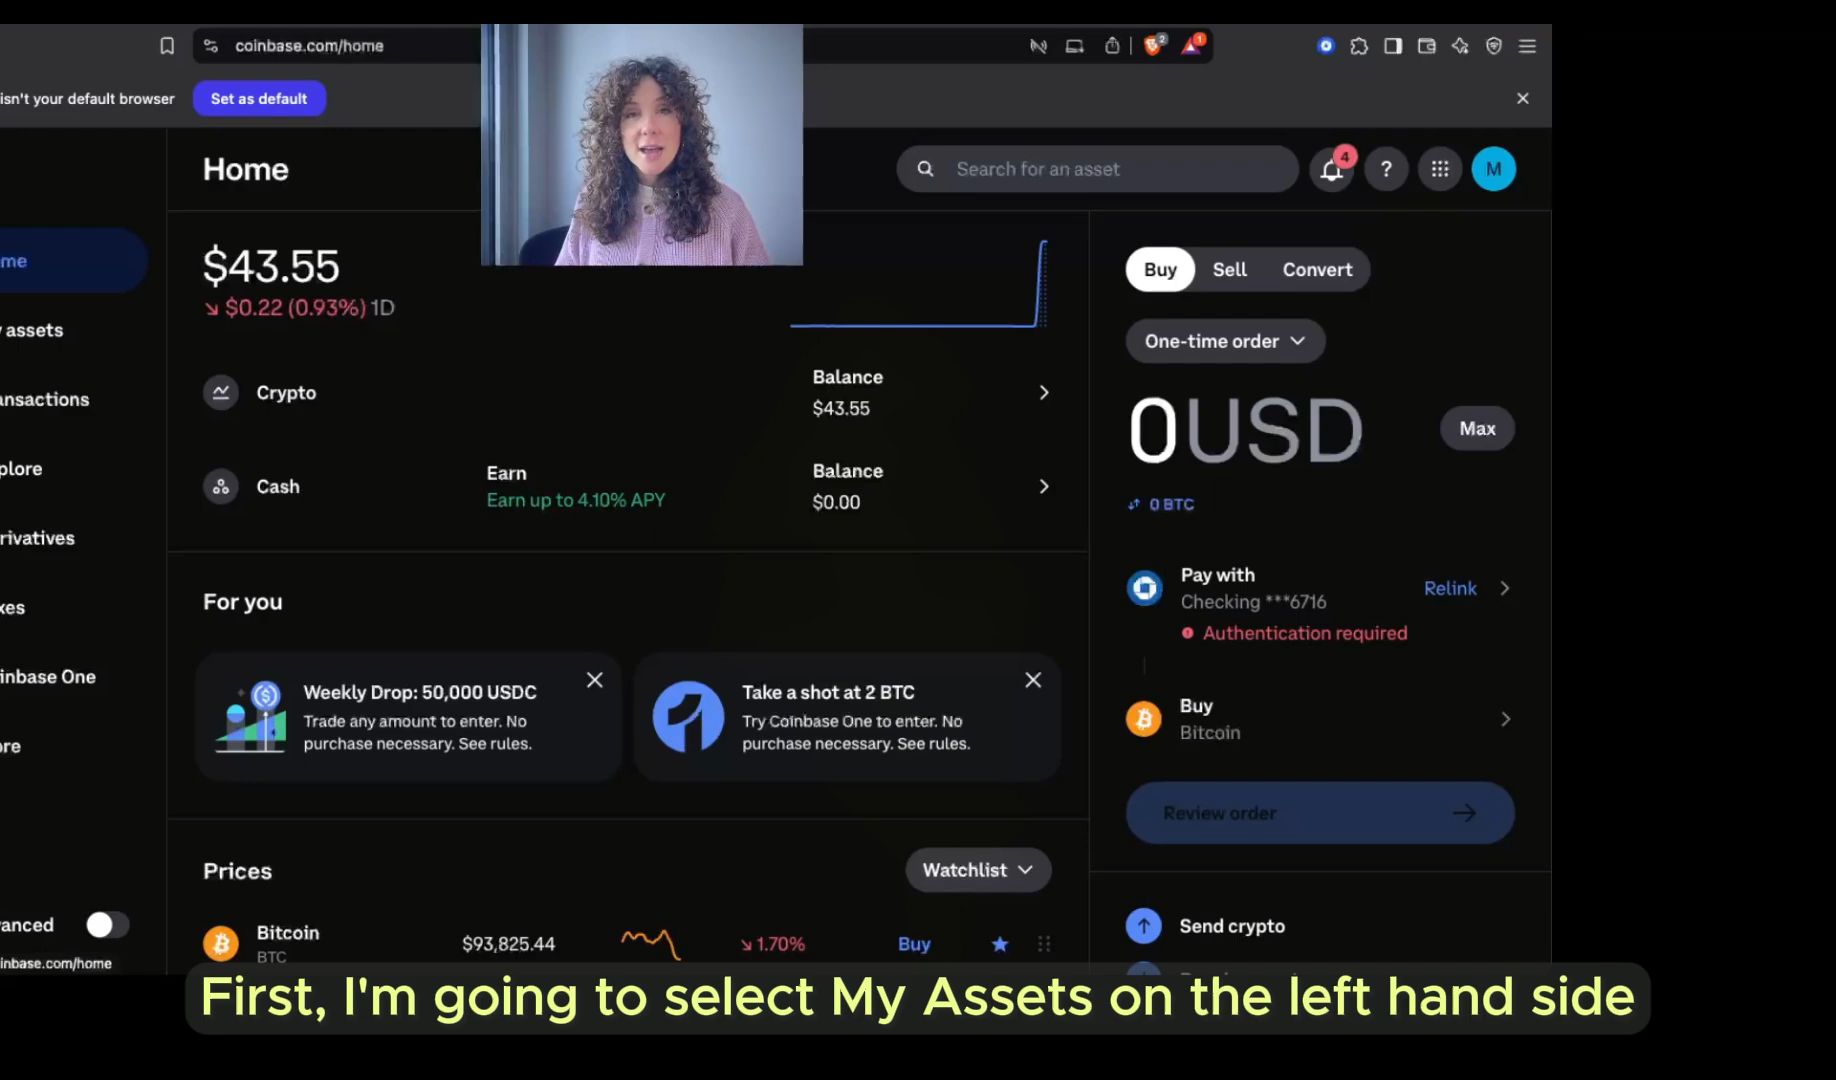 coinbase.com/home
2
1
isn't your default browser
Set as default
Home
Search for an asset
4
?
M
me
$43.55
↘ $0.22 (0.93%) 1D
Buy
Sell
Convert
assets
One-time order
Crypto
Balance
$43.55
ansactions
0USD
Max
plore
Cash
Earn
Earn up to 4.10% APY
Balance
$0.00
0 BTC
rivatives
For you
Pay with
Checking ***6716
Relink
Authentication required
xes
inbase One
Weekly Drop: 50,000 USDC
Trade any amount to enter. No
purchase necessary. See rules.
Take a shot at 2 BTC
Try Coinbase One to enter. No
purchase necessary. See rules.
Buy
Bitcoin
ore
Review order
Prices
Watchlist
vanced
Bitcoin
BTC
$93,825.44
↘ 1.70%
Buy
Send crypto
inbase.com/home
First, I'm going to select My Assets on the left hand side